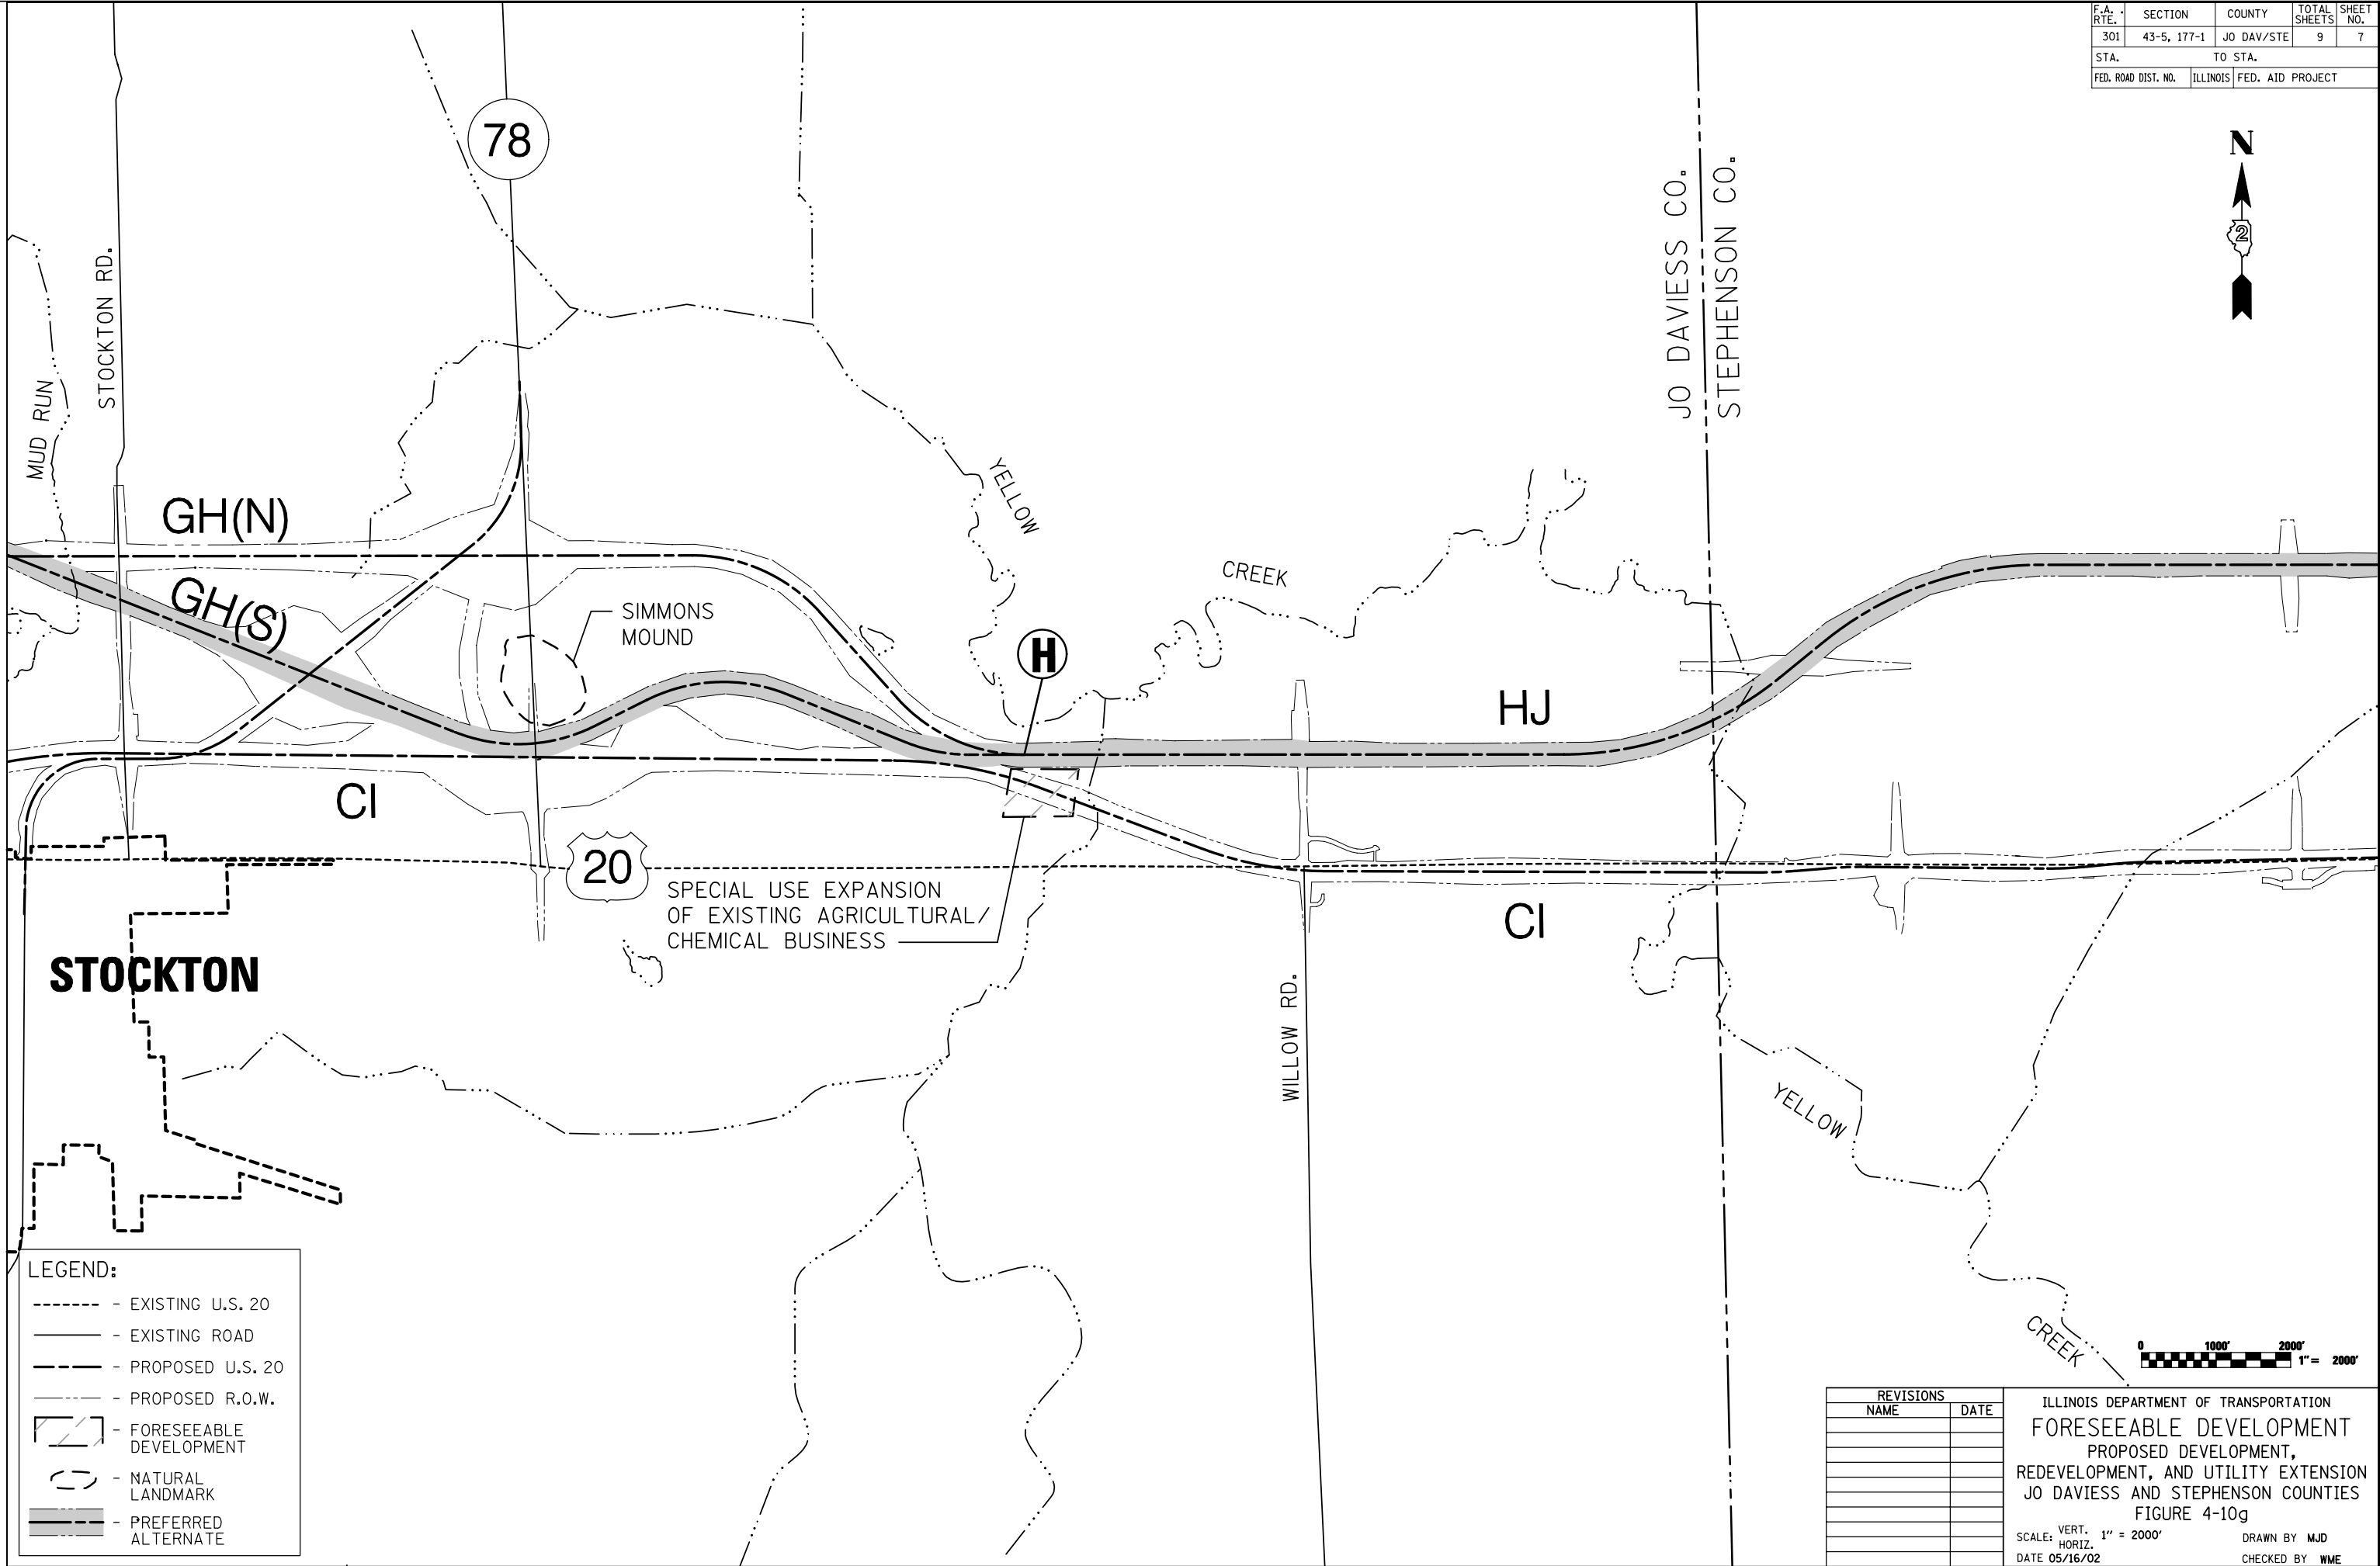 F.A. RTE. SECTION COUNTY TOTAL SHEETS SHEET NO.
301 43-5, 177-1 JO DAV/STE 9 7
STA. TO STA.
FED. ROAD DIST. NO. ILLINOIS FED. AID PROJECT
N
2
78
STOCKTON RD.
MUD RUN
JO DAVIESS CO.
STEPHENSON CO.
GH(N)
GH(S)
YELLOW
CREEK
SIMMONS
MOUND
H
HJ
CI
20
SPECIAL USE EXPANSION
OF EXISTING AGRICULTURAL/
CHEMICAL BUSINESS
CI
STOCKTON
WILLOW RD.
YELLOW
CREEK
LEGEND:
- EXISTING U.S. 20
- EXISTING ROAD
- PROPOSED U.S. 20
- PROPOSED R.O.W.
- FORESEEABLE
DEVELOPMENT
- NATURAL
LANDMARK
- PREFERRED
ALTERNATE
0 1000' 2000'
1" = 2000'
REVISIONS
NAME DATE
ILLINOIS DEPARTMENT OF TRANSPORTATION
FORESEEABLE DEVELOPMENT
PROPOSED DEVELOPMENT,
REDEVELOPMENT, AND UTILITY EXTENSION
JO DAVIESS AND STEPHENSON COUNTIES
FIGURE 4-10g
SCALE: VERT. HORIZ. 1" = 2000' DRAWN BY MJD
DATE 05/16/02 CHECKED BY WME